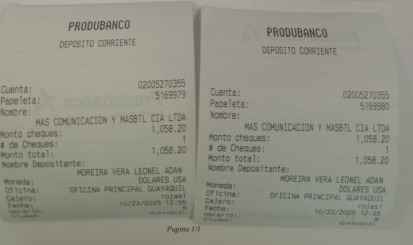 PRODUBANCO
DEPOSITO CORRIENTE
Cuenta: 02005270355
Papeleta: 5169979
Nombre:
MAS COMUNICACION Y MASBTL CIA LTDA
Monto cheques: 1,058.20
# de Cheques: 1
Monto total: 1,058.20
Nombre Depositante:
MOREIRA VERA LEONEL ADAN
Moneda: DOLARES USA
Oficina: OFICINA PRINCIPAL GUAYAQUIL
Cajero:
Fecha:
PRODUBANCO
DEPOSITO CORRIENTE
Cuenta: 02005270355
Papeleta: 5169980
Nombre:
MAS COMUNICACION Y MASBTL CIA LTDA
Monto cheques: 1,058.20
# de Cheques: 1
Monto total: 1,058.20
Nombre Depositante:
MOREIRA VERA LEONEL ADAN
Moneda: DOLARES USA
Oficina: OFICINA PRINCIPAL GUAYAQUIL
Cajero:
Fecha:
Pagina 1/1